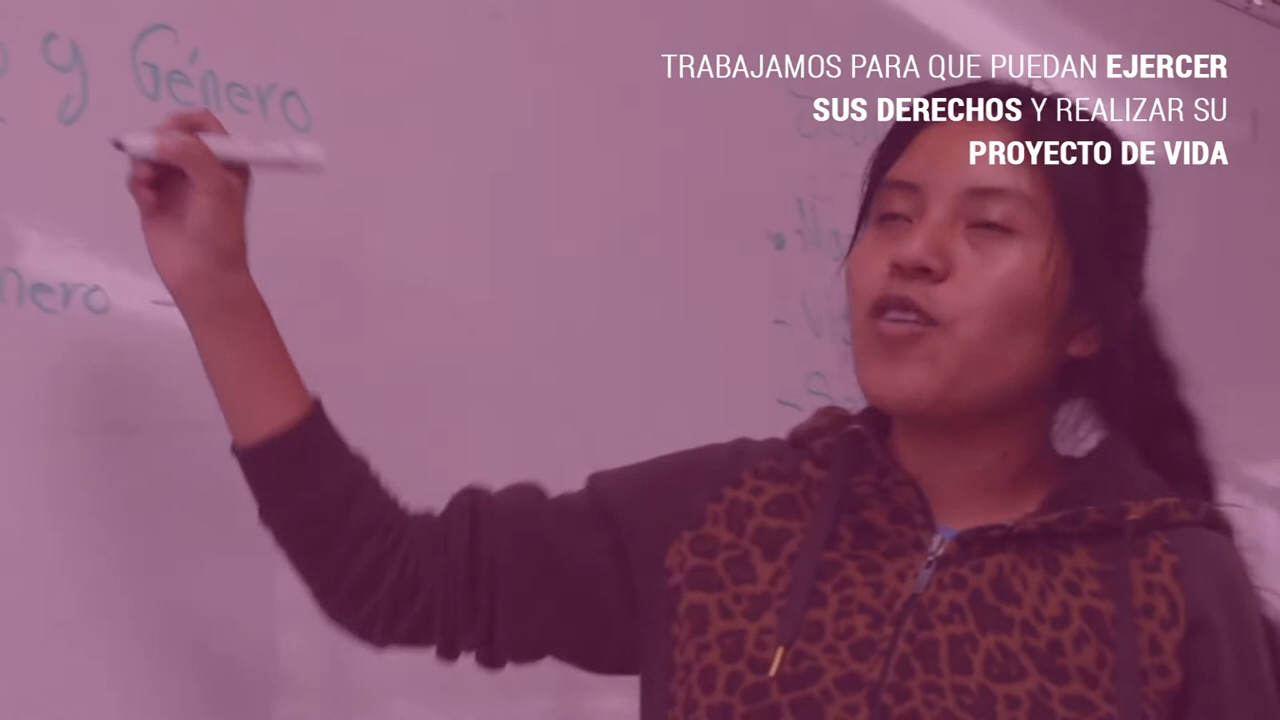 TRABAJAMOS PARA QUE PUEDAN EJERCER
SUS DERECHOS Y REALIZAR SU
PROYECTO DE VIDA
y Género
nero -